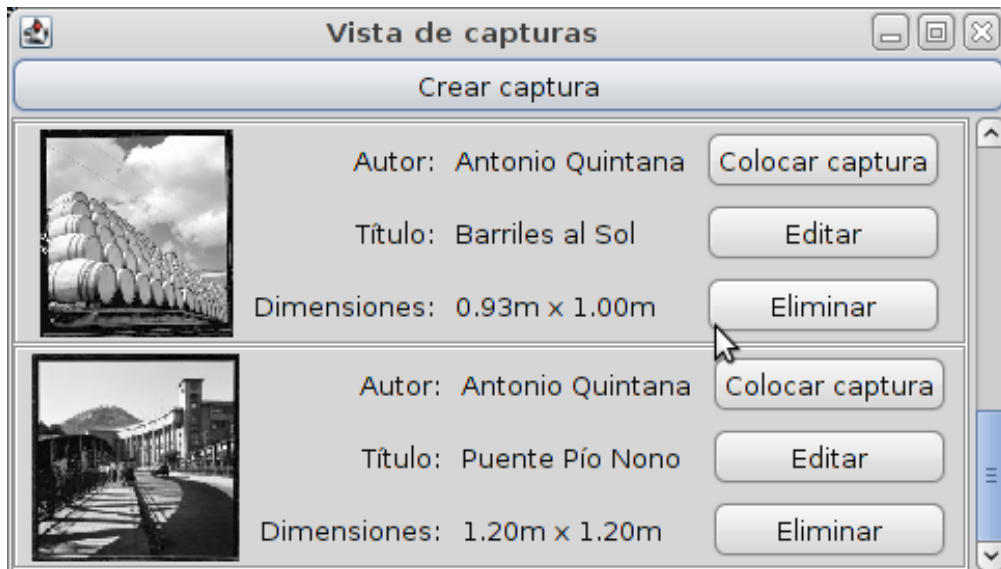 Vista de capturas
Crear captura
Autor: Antonio Quintana Colocar captura
Título: Barriles al Sol Editar
Dimensiones: 0.93m x 1.00m Eliminar
Autor: Antonio Quintana Colocar captura
Título: Puente Pío Nono Editar
Dimensiones: 1.20m x 1.20m Eliminar